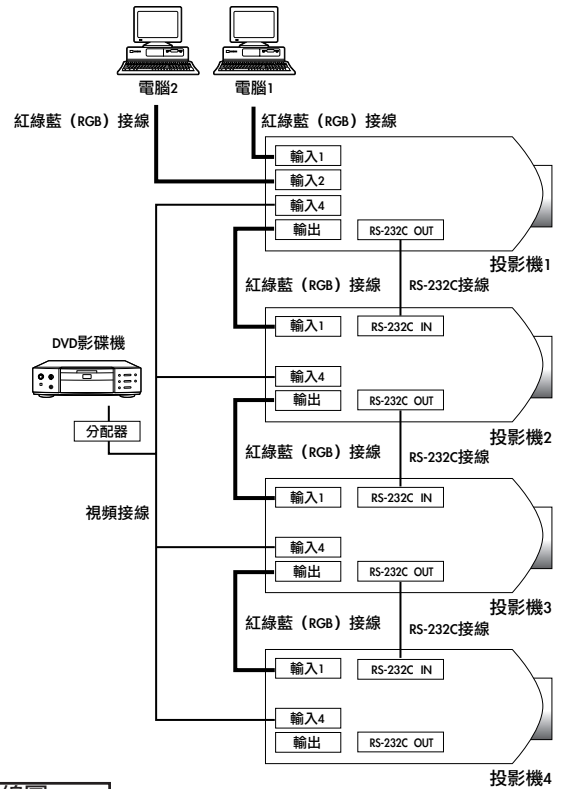 電腦2
電腦1
紅綠藍（RGB）接線
紅綠藍（RGB）接線
輸入1
輸入2
輸入4
輸出
RS-232C OUT
投影機1
紅綠藍（RGB）接線
RS-232C接線
輸入1
RS-232C IN
DVD影碟機
輸入4
輸出
RS-232C OUT
分配器
投影機2
紅綠藍（RGB）接線
RS-232C接線
輸入1
RS-232C IN
視頻接線
輸入4
輸出
RS-232C OUT
投影機3
紅綠藍（RGB）接線
RS-232C接線
輸入1
RS-232C IN
輸入4
輸出
RS-232C OUT
投影機4